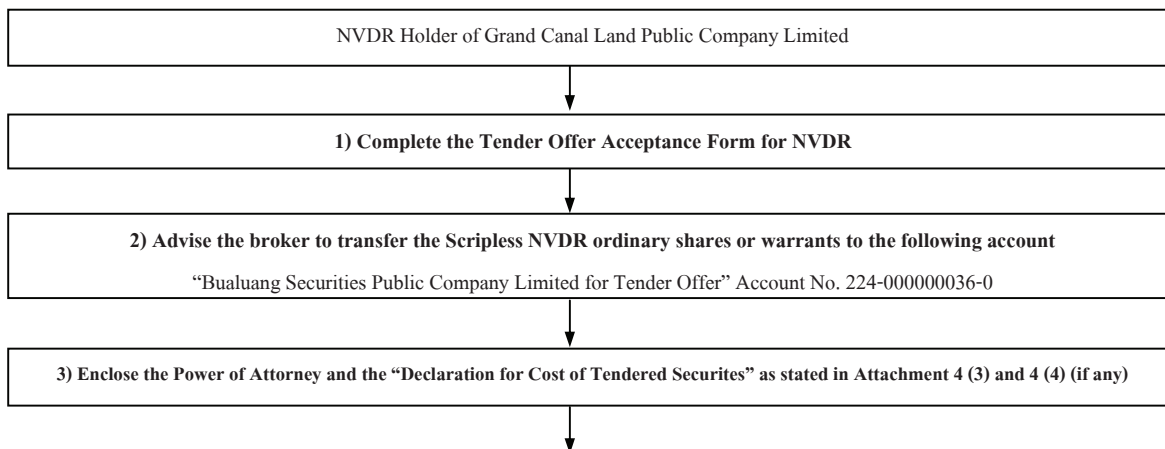 NVDR Holder of Grand Canal Land Public Company Limited
1) Complete the Tender Offer Acceptance Form for NVDR
2) Advise the broker to transfer the Scripless NVDR ordinary shares or warrants to the following account
“Bualuang Securities Public Company Limited for Tender Offer” Account No. 224-000000036-0
3) Enclose the Power of Attorney and the “Declaration for Cost of Tendered Securites” as stated in Attachment 4 (3) and 4 (4) (if any)